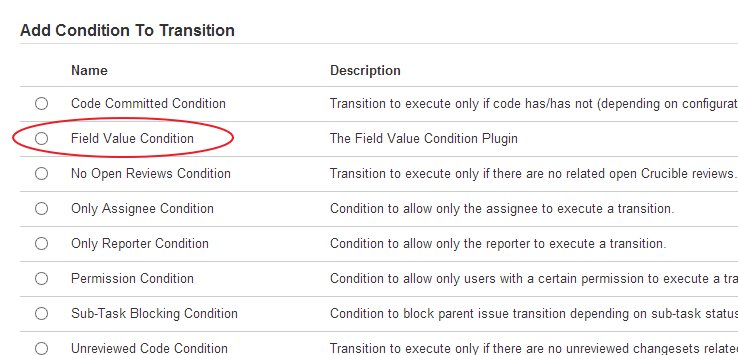 Add Condition To Transition
Name Description
Code Committed Condition Transition to execute only if code has/has not (depending on
Field Value Condition The Field Value Condition Plugin
No Open Reviews Condition Transition to execute only if there are no related open Crucible reviews.
Only Assignee Condition Condition to allow only the assignee to execute a transition.
Only Reporter Condition Condition to allow only the reporter to execute a transition.
Permission Condition Condition to allow only users with a certain permission to execute a
Sub-Task Blocking Condition Condition to block parent issue transition depending on sub-task status
Unreviewed Code Condition Transition to execute only if there are no unreviewed changesets